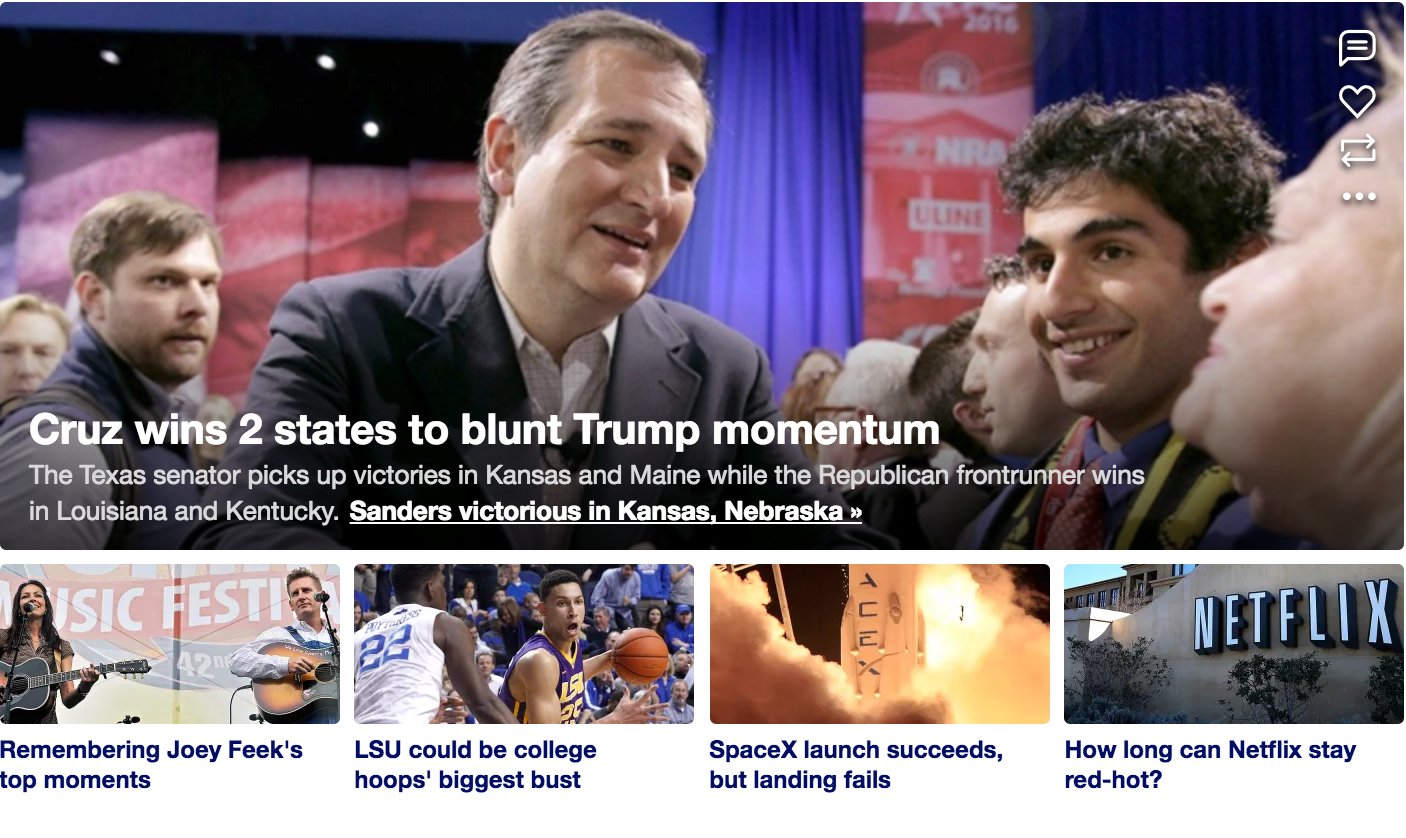 2016
NRA
ULINE
Cruz wins 2 states to blunt Trump momentum
The Texas senator picks up victories in Kansas and Maine while the Republican frontrunner wins
in Louisiana and Kentucky. Sanders victorious in Kansas, Nebraska »
MUSIC FESTIVA
42nd
POYTHRESS
22
LSU
25
ACEX
NETFLIX
Remembering Joey Feek's
top moments
LSU could be college
hoops' biggest bust
SpaceX launch succeeds,
but landing fails
How long can Netflix stay
red-hot?